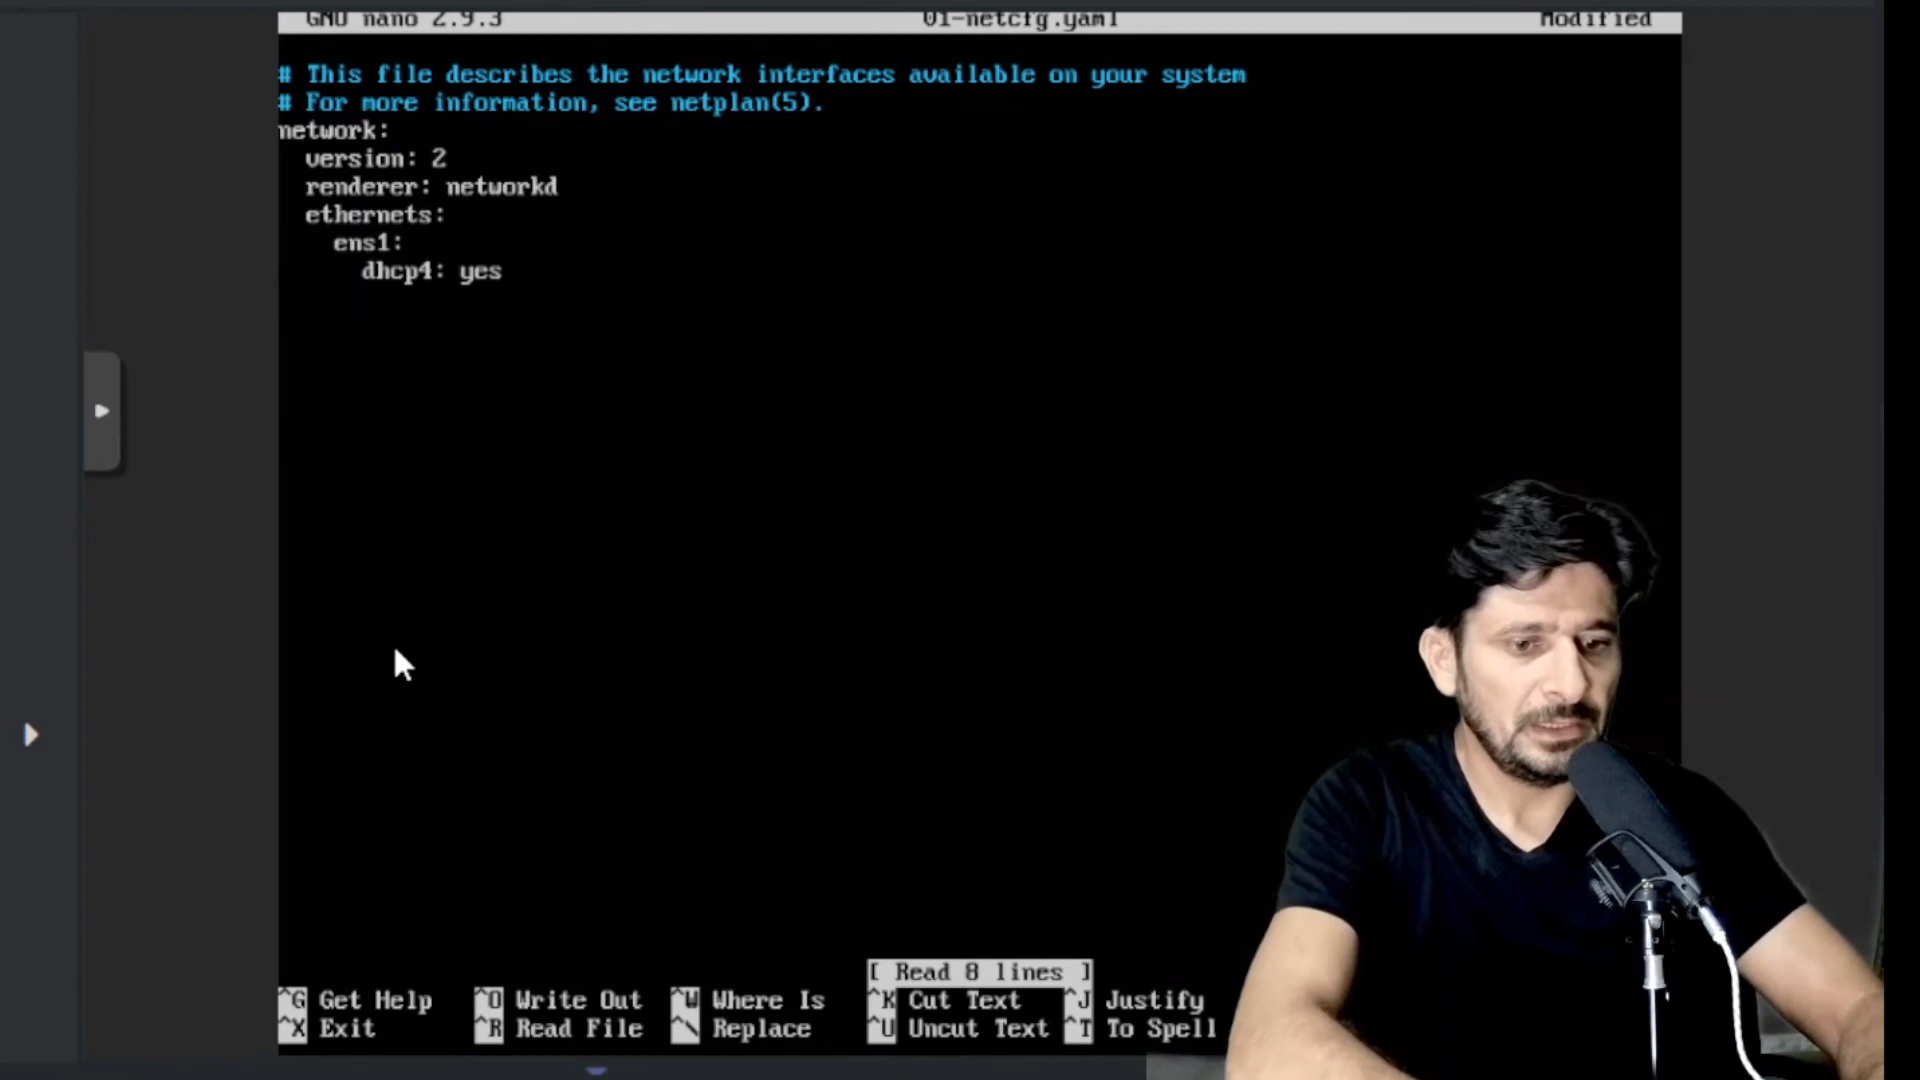 GNU nano 2.9.3 01-netcfg.yaml Modified
# This file describes the network interfaces available on your system
# For more information, see netplan(5).
network:
version: 2
renderer: networkd
ethernets:
ens1:
dhcp4: yes
[ Read 8 lines ]
^G Get Help ^O Write Out ^W Where Is ^K Cut Text ^J Justify
^X Exit ^R Read File ^\ Replace ^U Uncut Text ^T To Spell